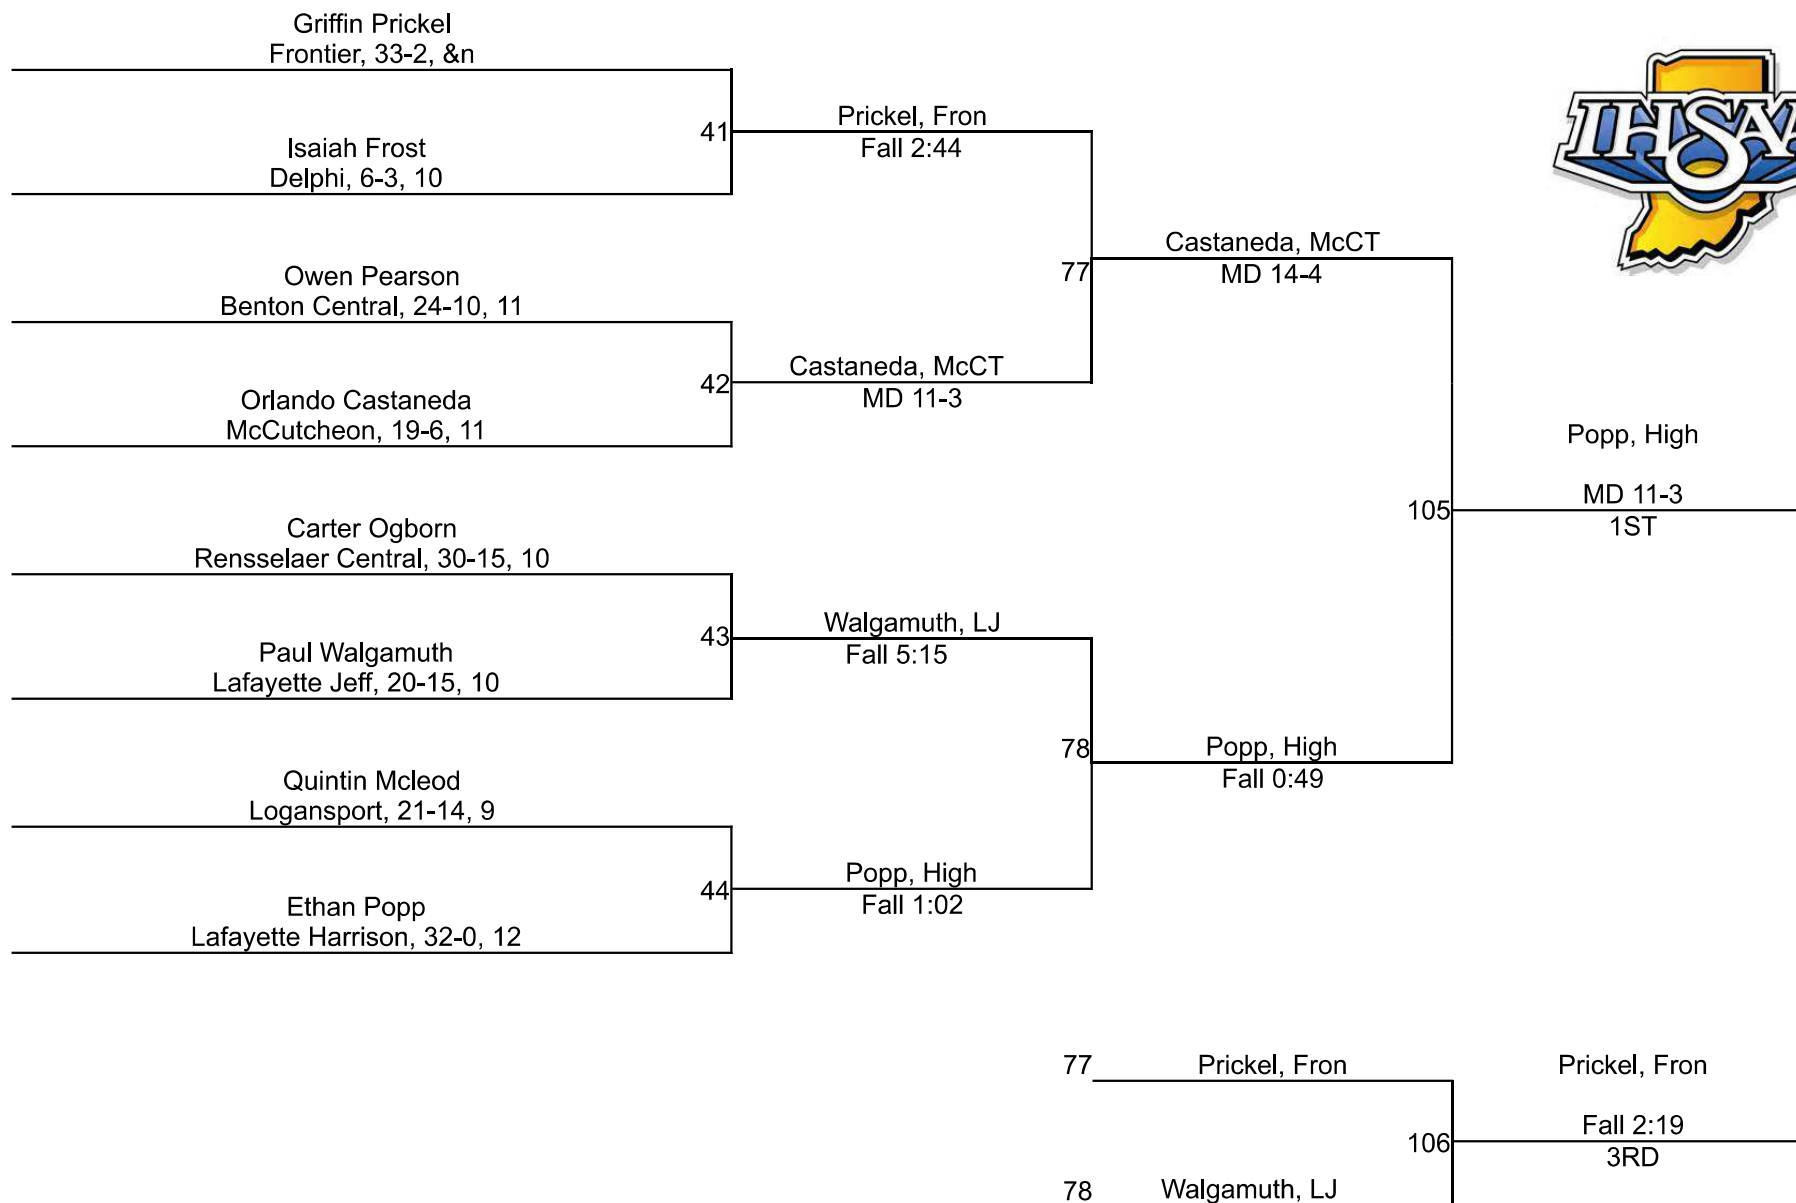 Griffin Prickel
Frontier, 33-2, &n
41
Prickel, Fron
Fall 2:44
Isaiah Frost
Delphi, 6-3, 10
77
Castaneda, McCT
MD 14-4
Owen Pearson
Benton Central, 24-10, 11
42
Castaneda, McCT
MD 11-3
Orlando Castaneda
McCutcheon, 19-6, 11
105
Popp, High
MD 11-3
1ST
Carter Ogborn
Rensselaer Central, 30-15, 10
43
Walgamuth, LJ
Fall 5:15
Paul Walgamuth
Lafayette Jeff, 20-15, 10
78
Popp, High
Fall 0:49
Quintin Mcleod
Logansport, 21-14, 9
44
Popp, High
Fall 1:02
Ethan Popp
Lafayette Harrison, 32-0, 12
IHSAA
77
Prickel, Fron
106
Prickel, Fron
Fall 2:19
3RD
78
Walgamuth, LJ